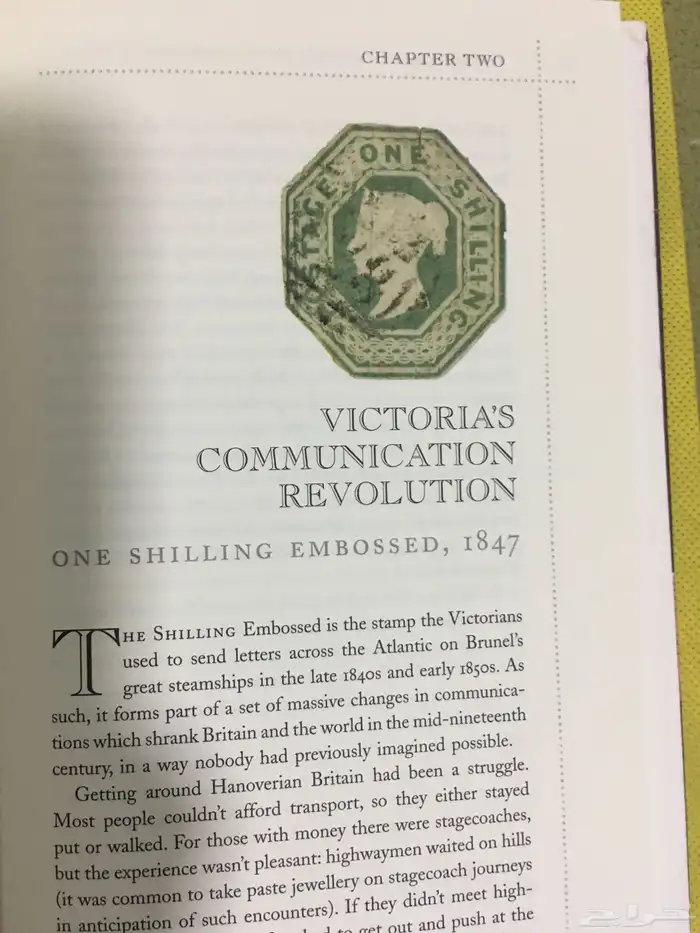 CHAPTER TWO
POSTAGE ONE SHILLING
VICTORIA'S
COMMUNICATION
REVOLUTION
ONE SHILLING EMBOSSED, 1847
THE SHILLING Embossed is the stamp the Victorians
used to send letters across the Atlantic on Brunel's
great steamships in the late 1840s and early 1850s. As
such, it forms part of a set of massive changes in communica-
tions which shrank Britain and the world in the mid-nineteenth
century, in a way nobody had previously imagined possible.
Getting around Hanoverian Britain had been a struggle.
Most people couldn't afford transport, so they either stayed
put or walked. For those with money there were stagecoaches,
but the experience wasn't pleasant: highwaymen waited on hills
(it was common to take paste jewellery on stagecoach journeys
in anticipation of such encounters). If they didn't meet high-
to get out and push at the
حراج